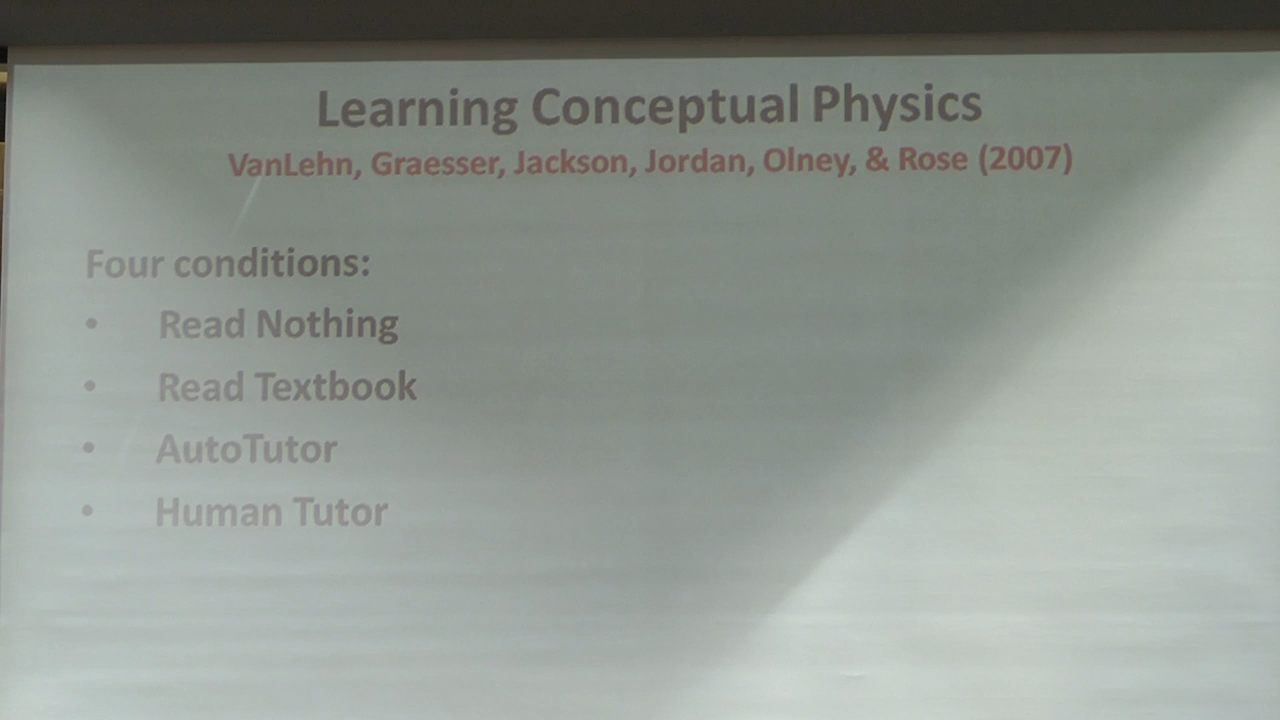 Learning Conceptual Physics
VanLehn, Graesser, Jackson, Jordan, Olney, & Rose (2007)
Four conditions:
• Read Nothing
• Read Textbook
• AutoTutor
• Human Tutor